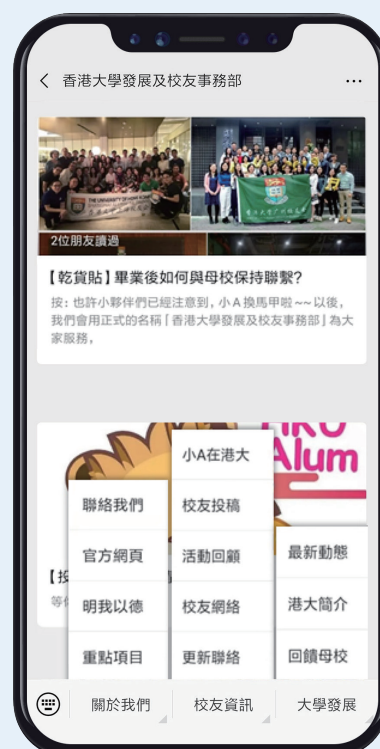 香港大學發展及校友事務部
THE UNIVERSITY OF HONG KONG
2位朋友讀過
【乾貨貼】畢業後如何與母校保持聯繫?
按: 也許小夥伴們已經注意到, 小A換馬甲啦~~以後,
我們會用正式的名稱「香港大學發展及校友事務部」為大
家服務,
HKU
Alum
【投
聯絡我們
官方網頁
明我以德
重點項目
小A在港大
校友投稿
活動回顧
校友網絡
更新聯絡
最新動態
港大簡介
回饋母校
關於我們
校友資訊
大學發展